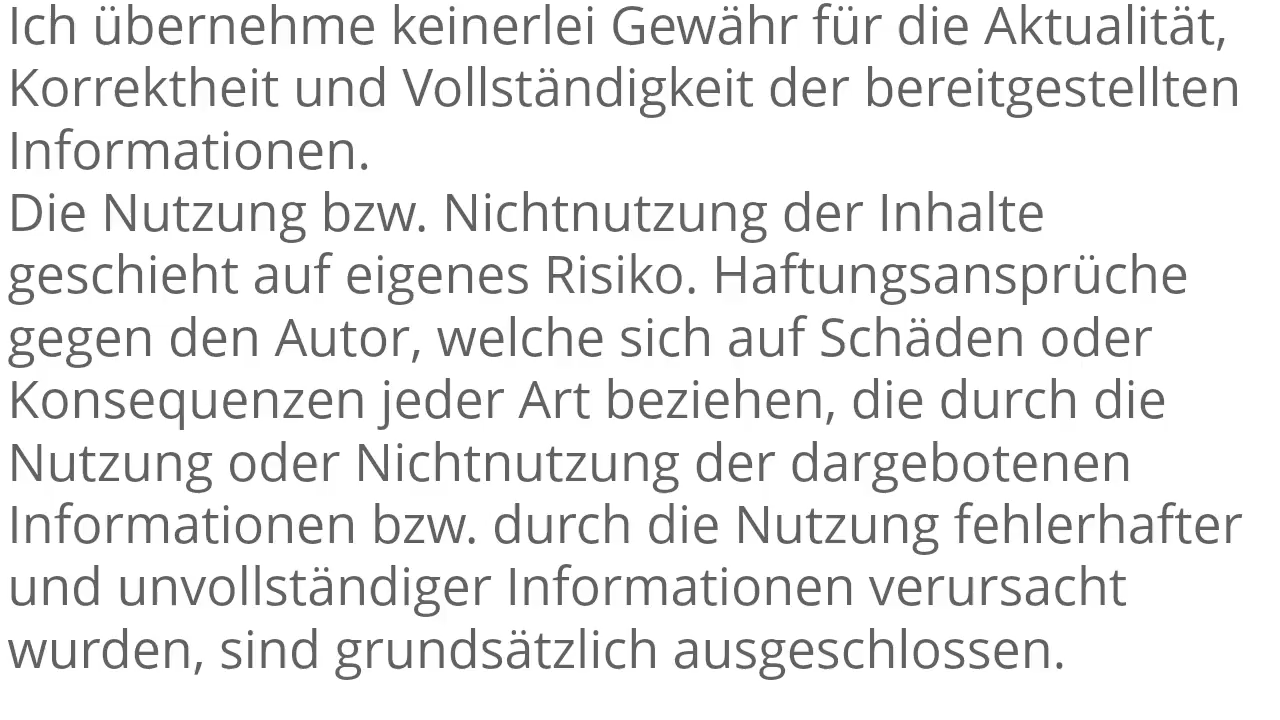 Ich übernehme keinerlei Gewähr für die Aktualität,
Korrektheit und Vollständigkeit der bereitgestellten
Informationen.
Die Nutzung bzw. Nichtnutzung der Inhalte
geschieht auf eigenes Risiko. Haftungsansprüche
gegen den Autor, welche sich auf Schäden oder
Konsequenzen jeder Art beziehen, die durch die
Nutzung oder Nichtnutzung der dargebotenen
Informationen bzw. durch die Nutzung fehlerhafter
und unvollständiger Informationen verursacht
wurden, sind grundsätzlich ausgeschlossen.